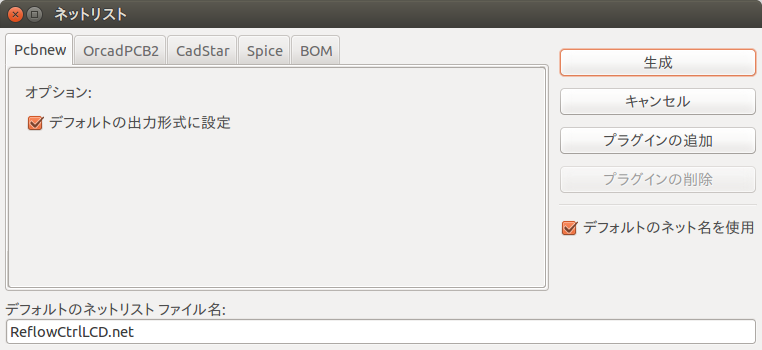 ネットリスト
Pcbnew OrcadPCB2 CadStar Spice BOM
オプション:
デフォルトの出力形式に設定
生成
キャンセル
プラグインの追加
プラグインの削除
デフォルトのネット名を使用
デフォルトのネットリスト ファイル名:
ReflowCtrlLCD.net